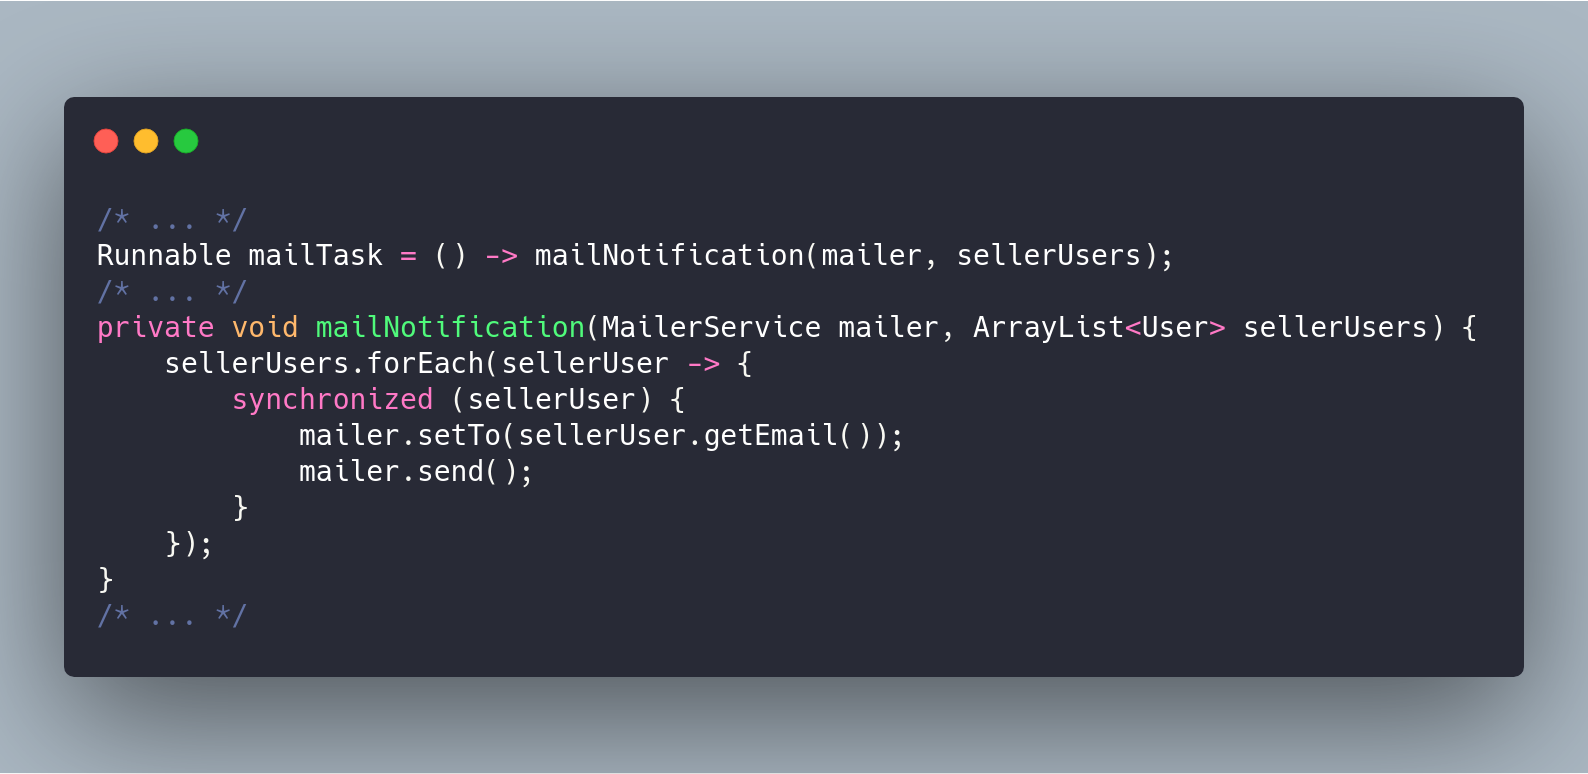 /* ... */
Runnable mailTask = () -> mailNotification(mailer, sellerUsers);
/* ... */
private void mailNotification(MailerService mailer, ArrayList<User> sellerUsers) {
    sellerUsers.forEach(sellerUser -> {
        synchronized (sellerUser) {
            mailer.setTo(sellerUser.getEmail());
            mailer.send();
        }
    });
}
/* ... */